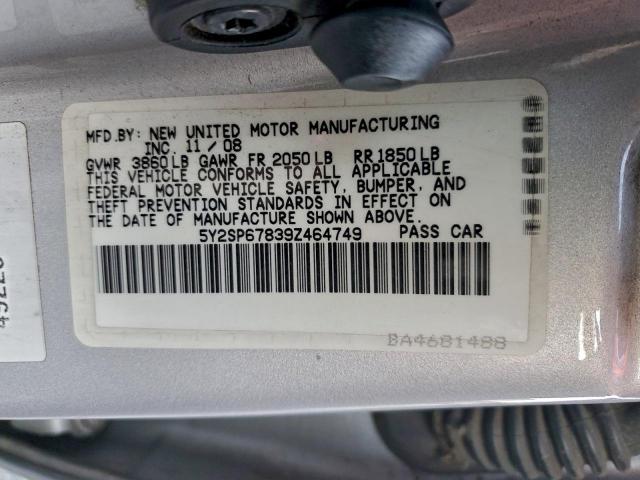 MFD.BY: NEW UNITED MOTOR MANUFACTURING
INC. 11 / 08
GVWR 3860LB GAWR FR 2050LB RR 1850LB
THIS VEHICLE CONFORMS TO ALL APPLICABLE
FEDERAL MOTOR VEHICLE SAFETY, BUMPER, AND
THEFT PREVENTION STANDARDS IN EFFECT ON
THE DATE OF MANUFACTURE SHOWN ABOVE.
5Y2SP67839Z464749 PASS CAR
BA4681488